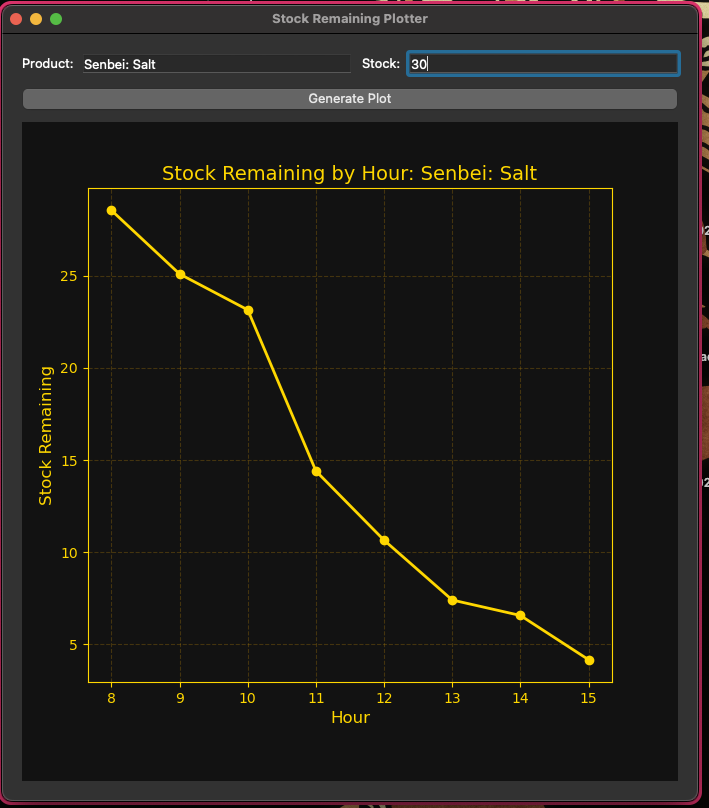 Stock Remaining Plotter
Product: Senbei: Salt Stock: 30
Generate Plot
Stock Remaining by Hour: Senbei: Salt
25
20
15
10
5
Stock Remaining
8 9 10 11 12 13 14 15
Hour